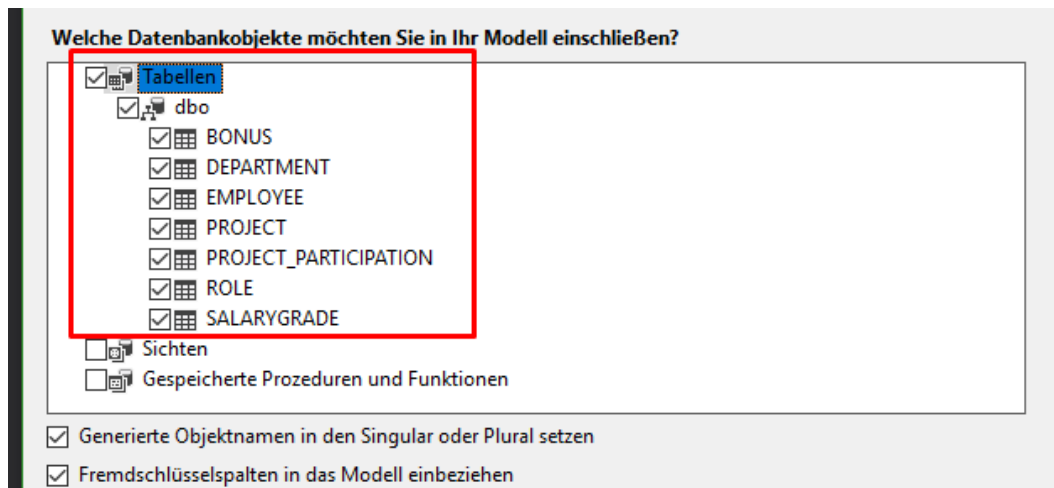 Welche Datenbankobjekte möchten Sie in Ihr Modell einschließen?
Tabellen
dbo
BONUS
DEPARTMENT
EMPLOYEE
PROJECT
PROJECT_PARTICIPATION
ROLE
SALARYGRADE
Sichten
Gespeicherte Prozeduren und Funktionen
Generierte Objektnamen in den Singular oder Plural setzen
Fremdschlüsselspalten in das Modell einbeziehen